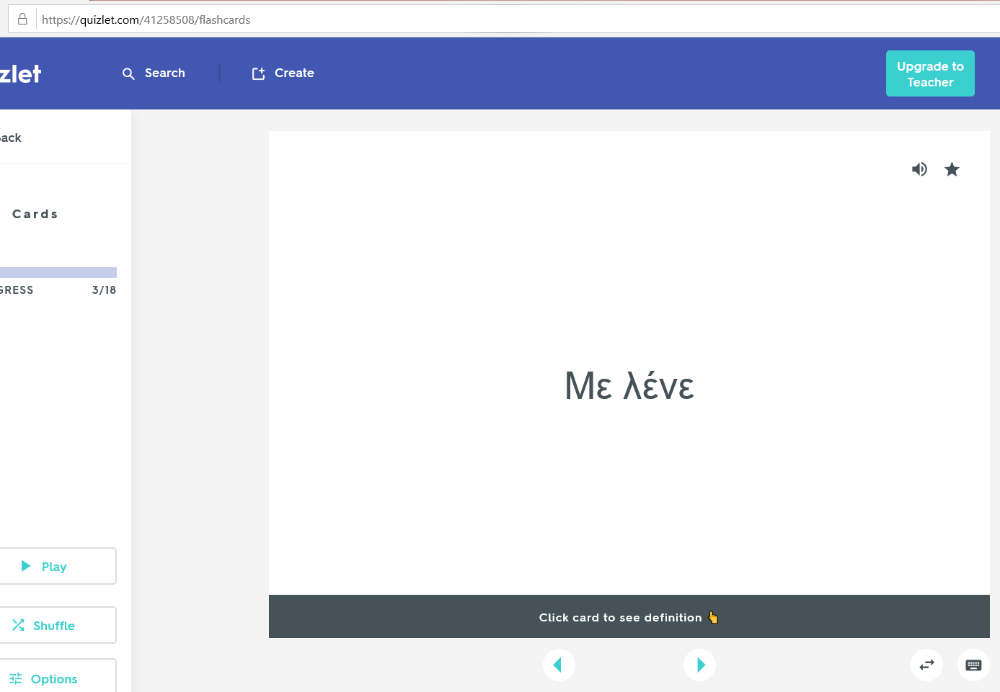 https://quizlet.com/41258508/flashcards
zlet
Search
Create
Upgrade to
Teacher
ack
Cards
GRESS 3/18
Με λένε
Play
Shuffle
Options
Click card to see definition 👆